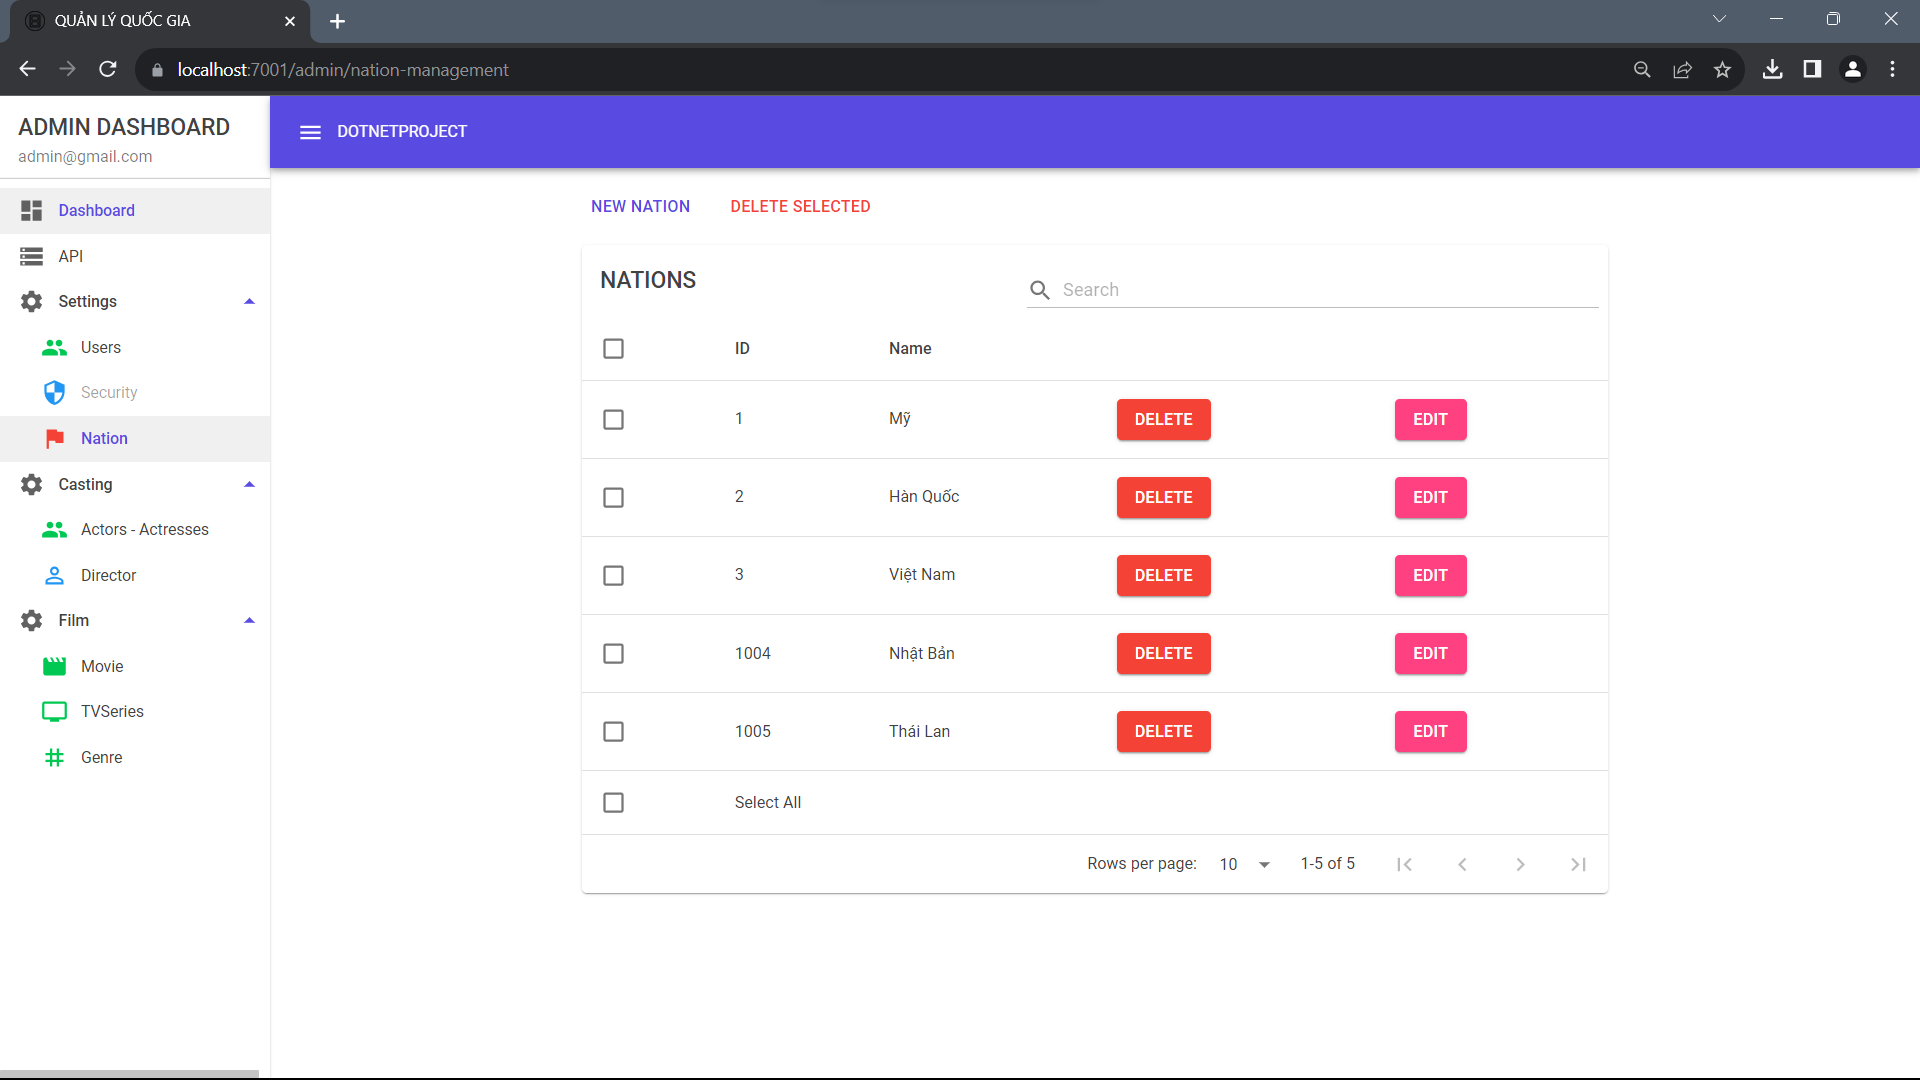 QUẢN LÝ QUỐC GIA
localhost:7001/admin/nation-management
ADMIN DASHBOARD
admin@gmail.com
DOTNETPROJECT
Dashboard
API
Settings
Users
Security
Nation
Casting
Actors - Actresses
Director
Film
Movie
TVSeries
Genre
NEW NATION DELETE SELECTED
NATIONS Search
ID Name
1 Mỹ DELETE EDIT
2 Hàn Quốc DELETE EDIT
3 Việt Nam DELETE EDIT
1004 Nhật Bản DELETE EDIT
1005 Thái Lan DELETE EDIT
Select All
Rows per page: 10 1-5 of 5